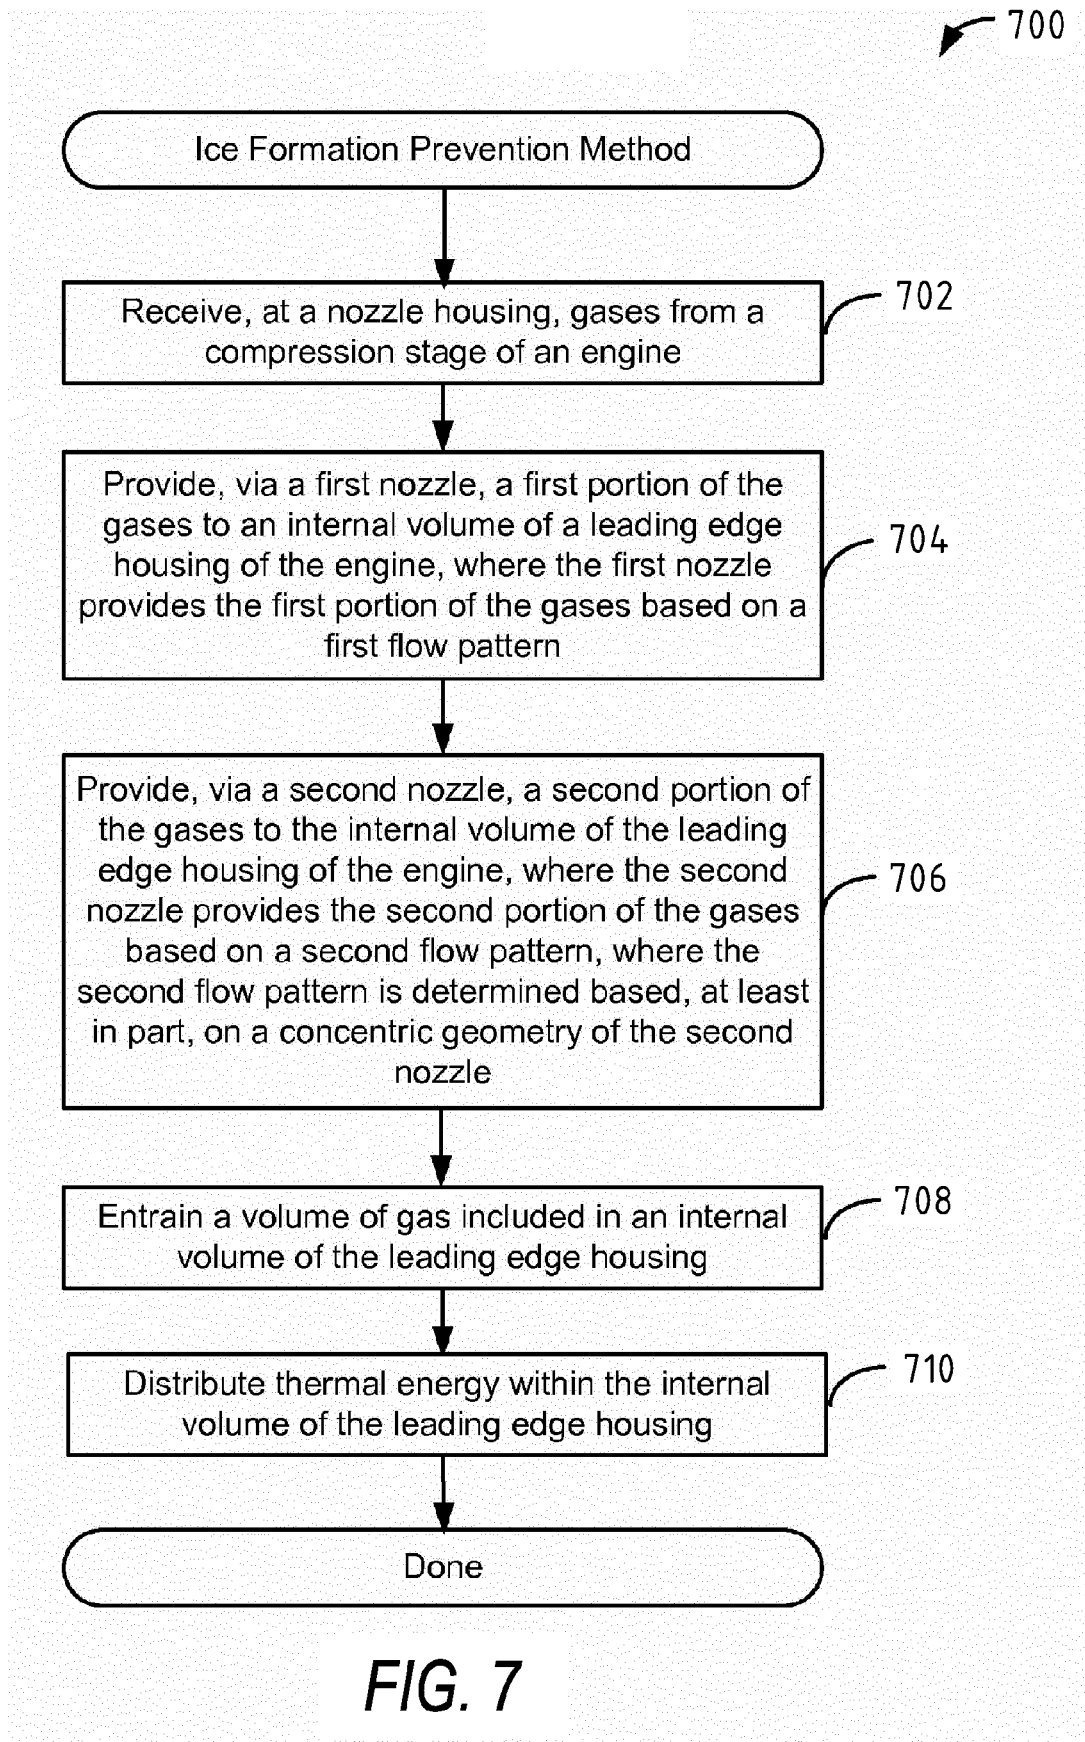 700
Ice Formation Prevention Method
Receive, at a nozzle housing, gases from a
compression stage of an engine
702
Provide, via a first nozzle, a first portion of the
gases to an internal volume of a leading edge
housing of the engine, where the first nozzle
provides the first portion of the gases based on a
first flow pattern
704
Provide, via a second nozzle, a second portion of
the gases to the internal volume of the leading
edge housing of the engine, where the second
nozzle provides the second portion of the gases
based on a second flow pattern, where the
second flow pattern is determined based, at least
in part, on a concentric geometry of the second
nozzle
706
Entrain a volume of gas included in an internal
volume of the leading edge housing
708
Distribute thermal energy within the internal
volume of the leading edge housing
710
Done
FIG. 7